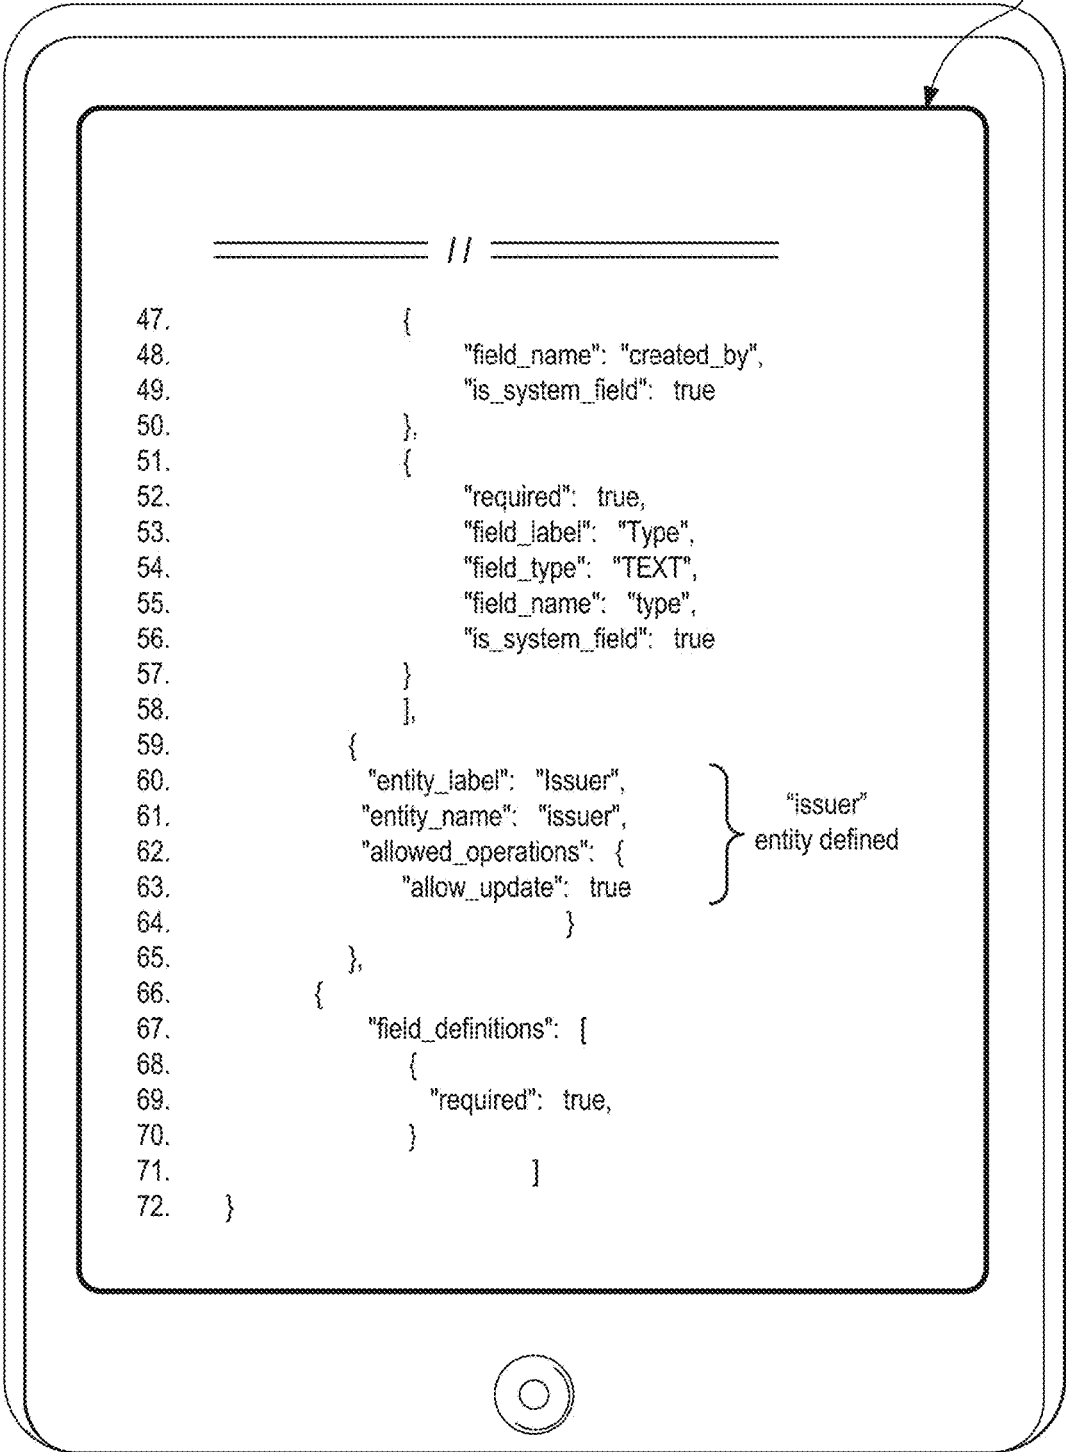 //
47. {
48. "field_name": "created_by",
49. "is_system_field": true
50. },
51. {
52. "required": true,
53. "field_label": "Type",
54. "field_type": "TEXT",
55. "field_name": "type",
56. "is_system_field": true
57. }
58. ],
59. {
60. "entity_label": "Issuer",
61. "entity_name": "issuer",
62. "allowed_operations": {
63. "allow_update": true
64. }
65. },
66. {
67. "field_definitions": [
68. {
69. "required": true,
70. }
71. ]
72. }
“issuer”
entity defined